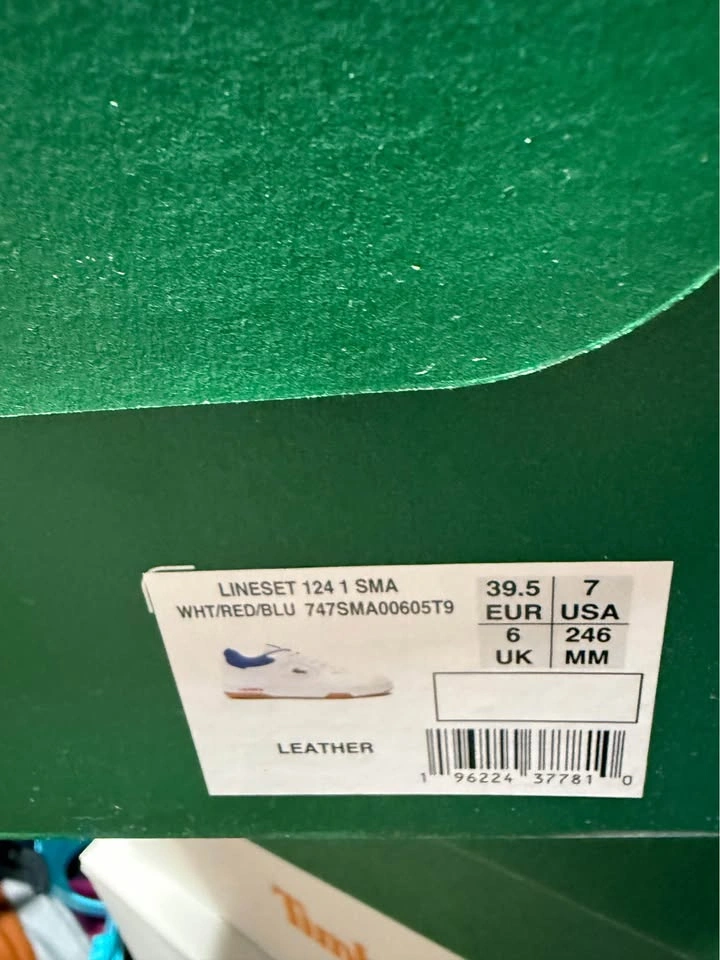 LINESET 124 1 SMA
WHT/RED/BLU 747SMA00605T9
39.5 7
EUR USA
6 246
UK MM
LEATHER
1 96224 37781 0